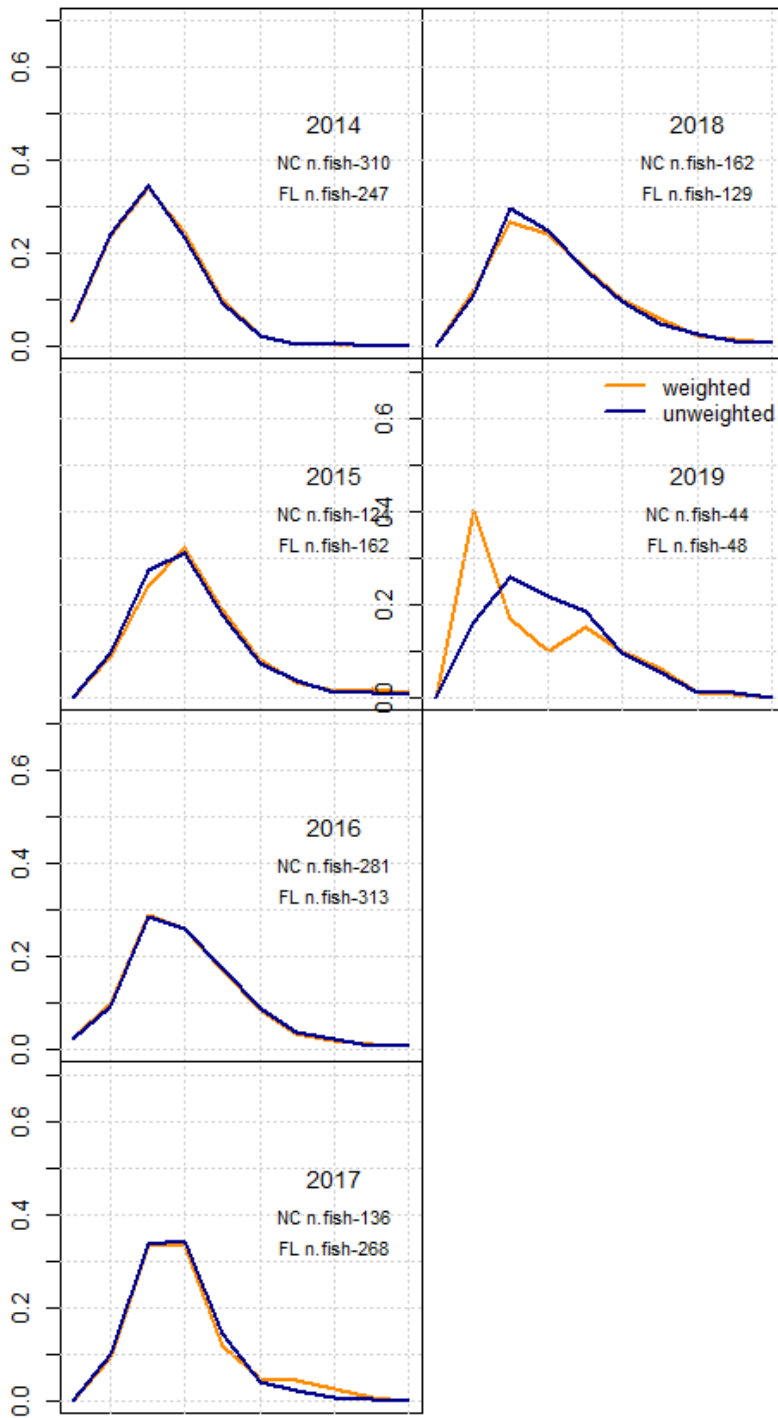 0.6
0.4
0.2
0.0
2014
NC n.fish-310
FL n.fish-247
2018
NC n.fish-162
FL n.fish-129
2015
NC n.fish-124
FL n.fish-162
0.6
0.4
0.2
0.0
weighted
unweighted
2019
NC n.fish-44
FL n.fish-48
0.6
0.4
0.2
0.0
2016
NC n.fish-281
FL n.fish-313
0.6
0.4
0.2
0.0
2017
NC n.fish-136
FL n.fish-268